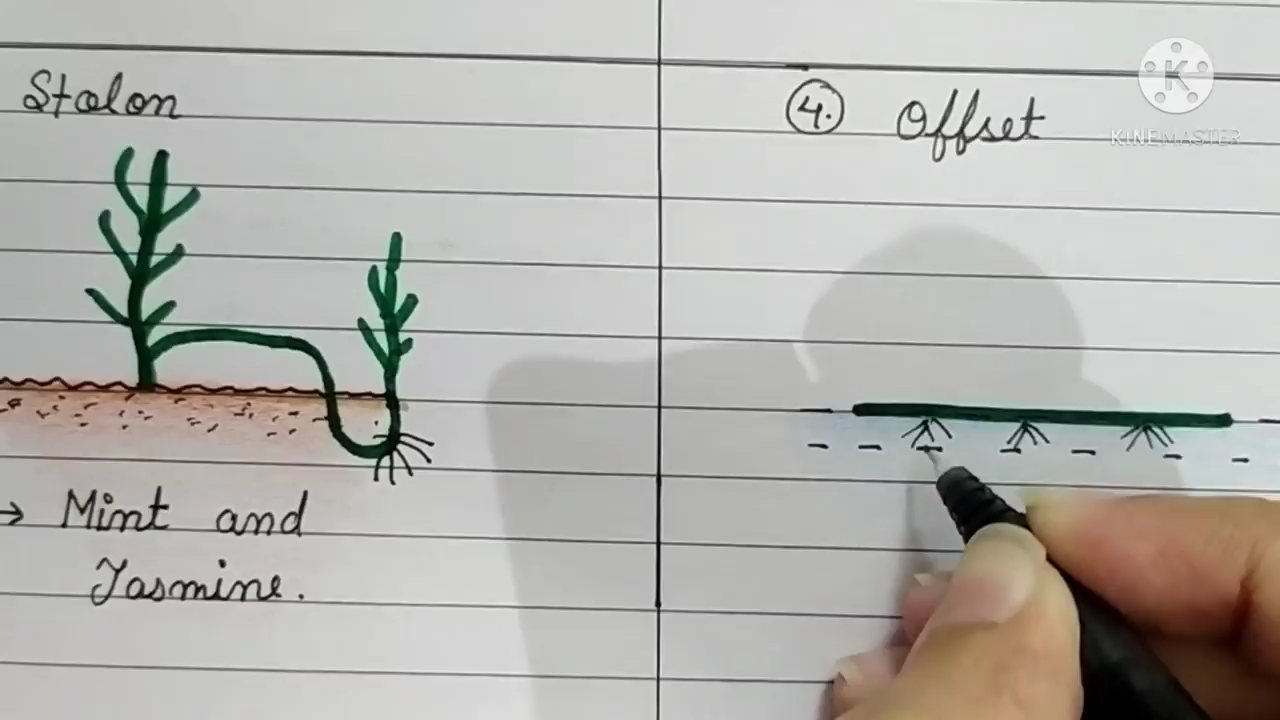 Stolon
→ Mint and
Jasmine.
4. Offset
K
KINEMASTER